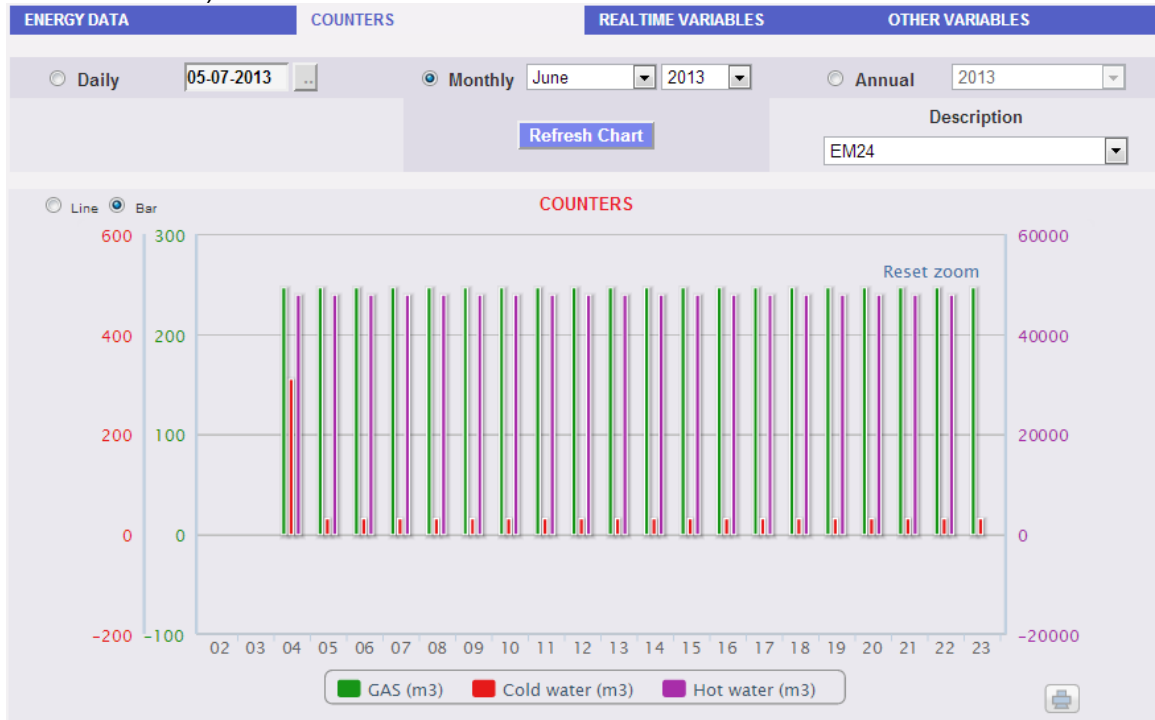 ENERGY DATA COUNTERS REALTIME VARIABLES OTHER VARIABLES
Daily 05-07-2013 .. Monthly June 2013 Annual 2013
Description
Refresh Chart
EM24
Line Bar COUNTERS
600 300 60000
Reset zoom
400 200 40000
200 100 20000
0 0 0
-200 -100 -20000
02 03 04 05 06 07 08 09 10 11 12 13 14 15 16 17 18 19 20 21 22 23
GAS (m3) Cold water (m3) Hot water (m3)